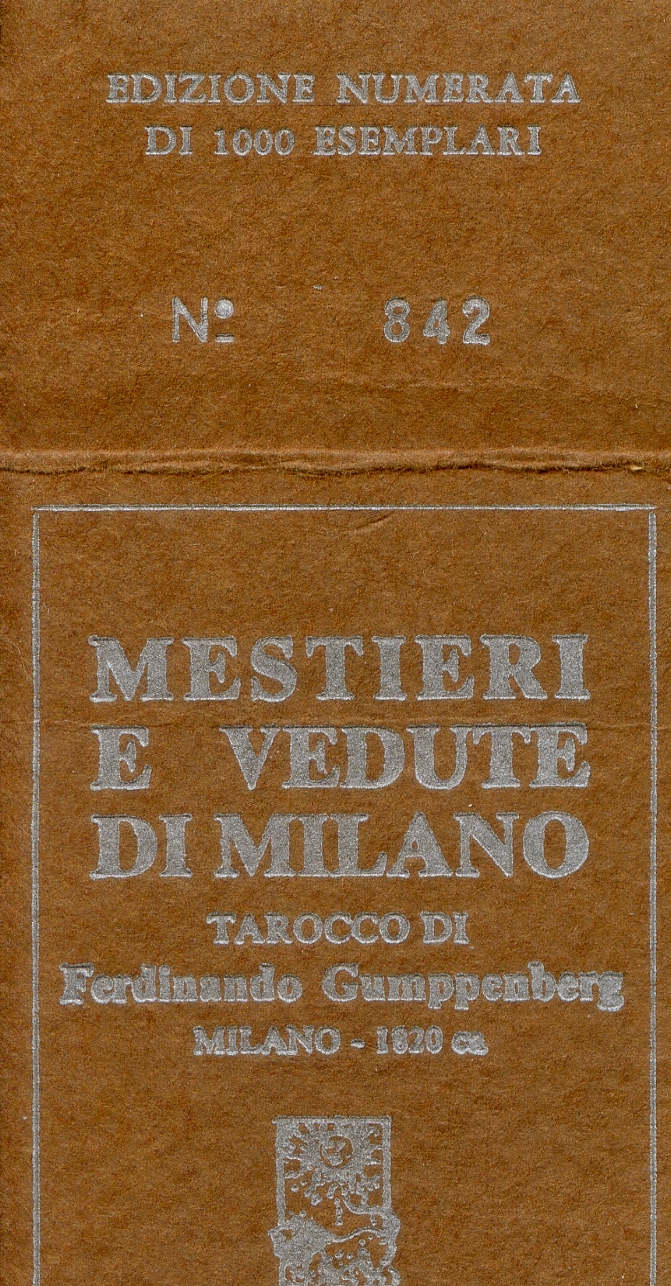 EDIZIONE NUMERATA
DI 1000 ESEMPLARI
Nº 842
MESTIERI
E VEDUTE
DI MILANO
TAROCCO DI
Ferdinando Gumppenberg
MILANO - 1820 ca